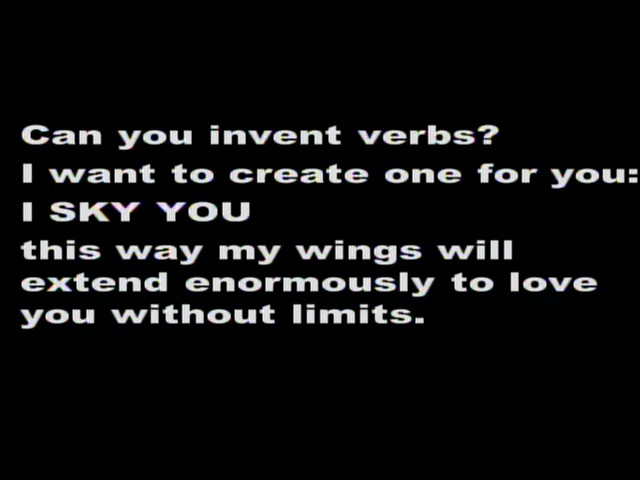 Can you invent verbs?
I want to create one for you:
I SKY YOU
this way my wings will
extend enormously to love
you without limits.